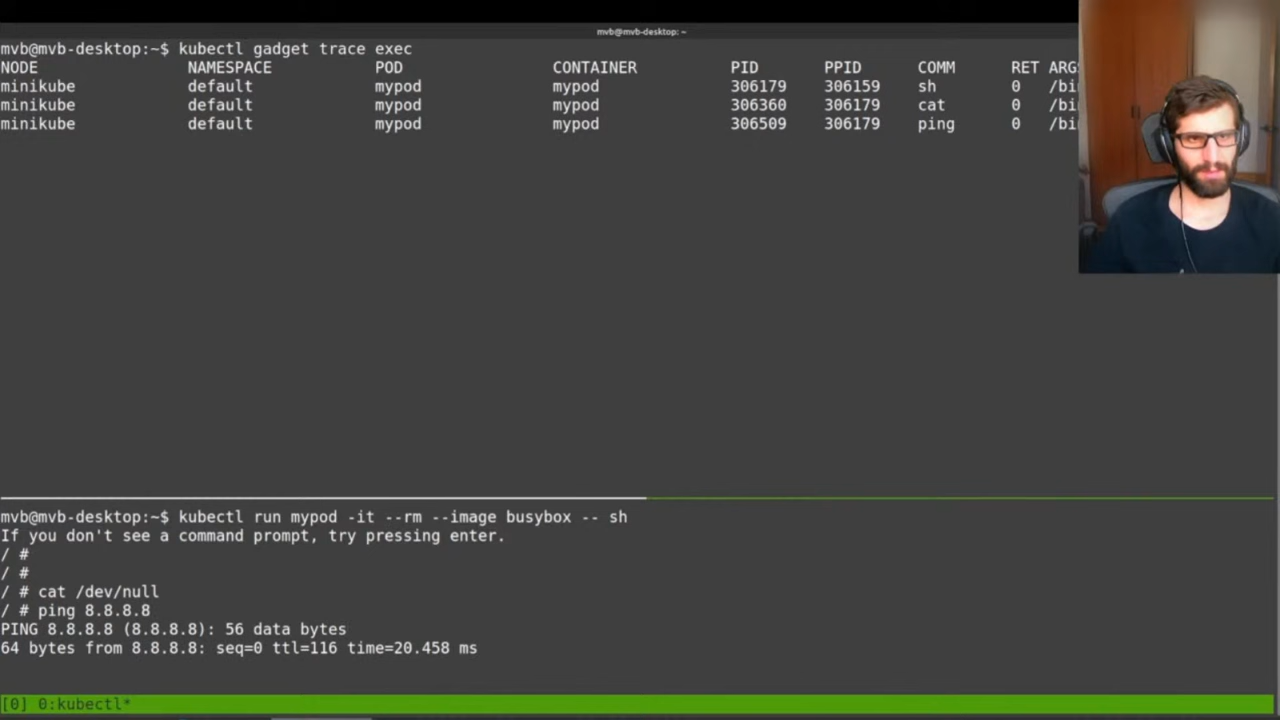 mvb@mvb-desktop: ~
mvb@mvb-desktop:~$ kubectl gadget trace exec
NODE NAMESPACE POD CONTAINER PID PPID COMM RET ARGS
minikube default mypod mypod 306179 306159 sh 0 /bin
minikube default mypod mypod 306360 306179 cat 0 /bin
minikube default mypod mypod 306509 306179 ping 0 /bin
mvb@mvb-desktop:~$ kubectl run mypod -it --rm --image busybox -- sh
If you don't see a command prompt, try pressing enter.
/ #
/ #
/ # cat /dev/null
/ # ping 8.8.8.8
PING 8.8.8.8 (8.8.8.8): 56 data bytes
64 bytes from 8.8.8.8: seq=0 ttl=116 time=20.458 ms
[0] 0:kubectl*